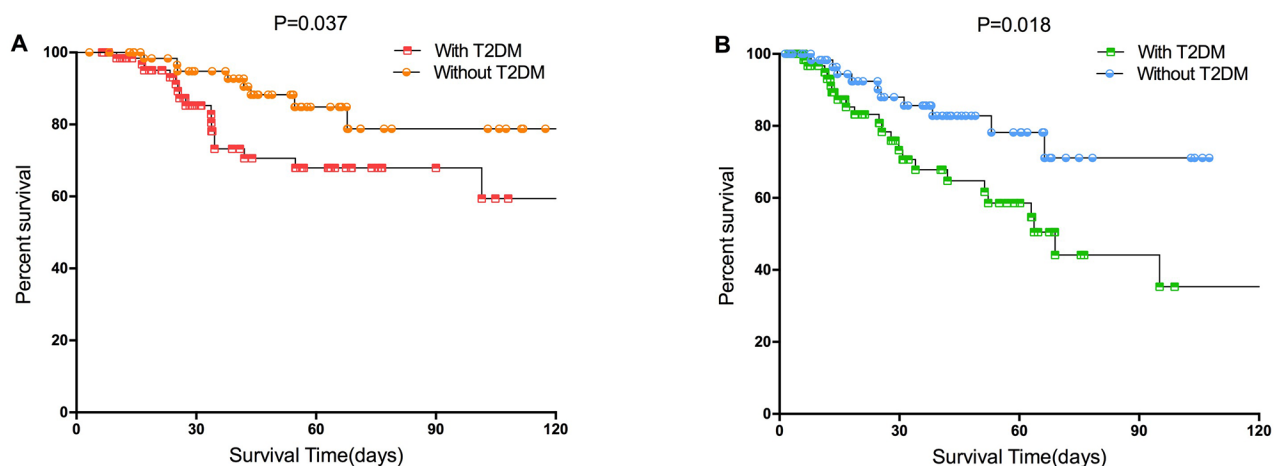 P=0.037
A
With T2DM
Without T2DM
100
80
60
40
20
0
Percent survival
0 30 60 90 120
Survival Time(days)
P=0.018
B
With T2DM
Without T2DM
100
80
60
40
20
0
Percent survival
0 30 60 90 120
Survival Time(days)